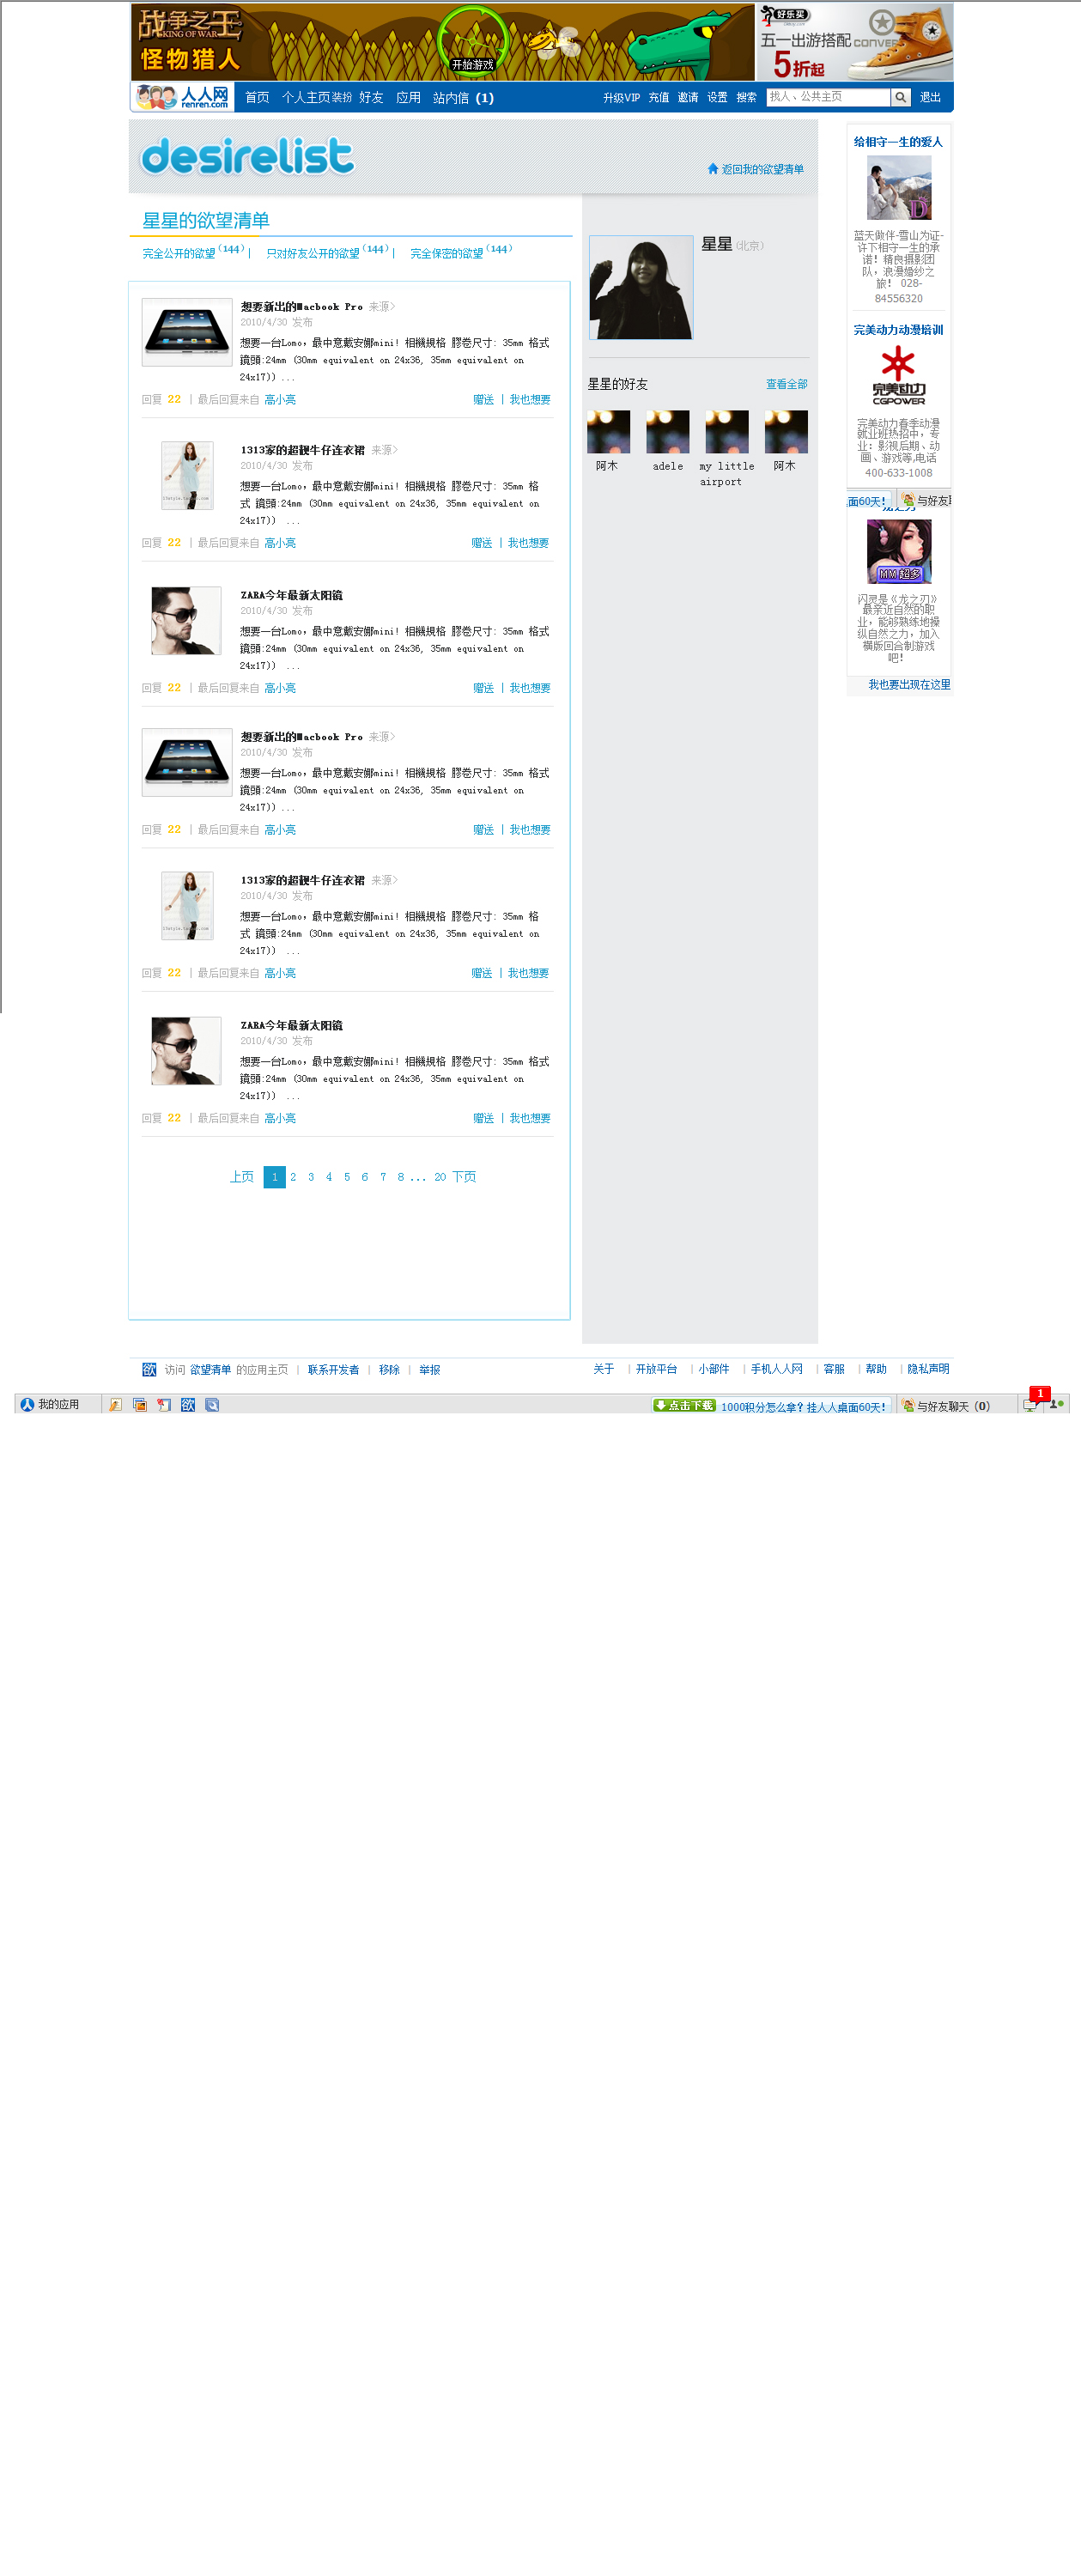 战争之王
KING OF WAR
怪物猎人
开始游戏
好乐买
五一出游搭配
CONVERSE
5折起
人人网
renren.com
首页 个人主页 装扮 好友 应用 站内信 (1)
升级VIP 充值 邀请 设置 搜索 找人、公共主页 退出
desirelist
返回我的欲望清单
星星的欲望清单
完全公开的欲望(144) | 只对好友公开的欲望(144) | 完全保密的欲望(144)
想要新出的Macbook Pro 来源>
2010/4/30 发布
想要一台Lomo,最中意戴安娜mini! 相機規格 膠卷尺寸: 35mm 格式
鏡頭:24mm (30mm equivalent on 24x36, 35mm equivalent on
24x17)) ...
回复 22 | 最后回复来自 高小亮 赠送 | 我也想要
1313家的超靓牛仔连衣裙 来源>
2010/4/30 发布
想要一台Lomo,最中意戴安娜mini! 相機規格 膠卷尺寸: 35mm 格
式 鏡頭:24mm (30mm equivalent on 24x36, 35mm equivalent on
24x17)) ...
回复 22 | 最后回复来自 高小亮 赠送 | 我也想要
ZARA今年最新太阳镜
2010/4/30 发布
想要一台Lomo,最中意戴安娜mini! 相機規格 膠卷尺寸: 35mm 格式
鏡頭:24mm (30mm equivalent on 24x36, 35mm equivalent on
24x17)) ...
回复 22 | 最后回复来自 高小亮 赠送 | 我也想要
想要新出的Macbook Pro 来源>
2010/4/30 发布
想要一台Lomo,最中意戴安娜mini! 相機規格 膠卷尺寸: 35mm 格式
鏡頭:24mm (30mm equivalent on 24x36, 35mm equivalent on
24x17)) ...
回复 22 | 最后回复来自 高小亮 赠送 | 我也想要
1313家的超靓牛仔连衣裙 来源>
2010/4/30 发布
想要一台Lomo,最中意戴安娜mini! 相機規格 膠卷尺寸: 35mm 格
式 鏡頭:24mm (30mm equivalent on 24x36, 35mm equivalent on
24x17)) ...
回复 22 | 最后回复来自 高小亮 赠送 | 我也想要
ZARA今年最新太阳镜
2010/4/30 发布
想要一台Lomo,最中意戴安娜mini! 相機規格 膠卷尺寸: 35mm 格式
鏡頭:24mm (30mm equivalent on 24x36, 35mm equivalent on
24x17)) ...
回复 22 | 最后回复来自 高小亮 赠送 | 我也想要
上页 1 2 3 4 5 6 7 8 ... 20 下页
星星 (北京)
星星的好友 查看全部
阿木 adele my little 阿木
airport
给相守一生的爱人
蓝天做伴-雪山为证-
许下相守一生的承
诺！精良摄影团
队，浪漫婚纱之
旅！ 028-
84556320
完美动力动漫培训
完美动力
CGPOWER
完美动力春季动漫
就业班热招中，专
业：影视后期、动
画、游戏等,电话
400-633-1008
面60天! 与好友聊
MM 超多
闪灵是《龙之刃》
最亲近自然的职
业，能够熟练地操
纵自然之力，加入
横版回合制游戏
吧！
我也要出现在这里
欲 访问 欲望清单 的应用主页 | 联系开发者 | 移除 | 举报
关于 | 开放平台 | 小部件 | 手机人人网 | 客服 | 帮助 | 隐私声明
我的应用 欲 点击下载 1000积分怎么拿? 挂人人桌面60天! 与好友聊天 (0) 1